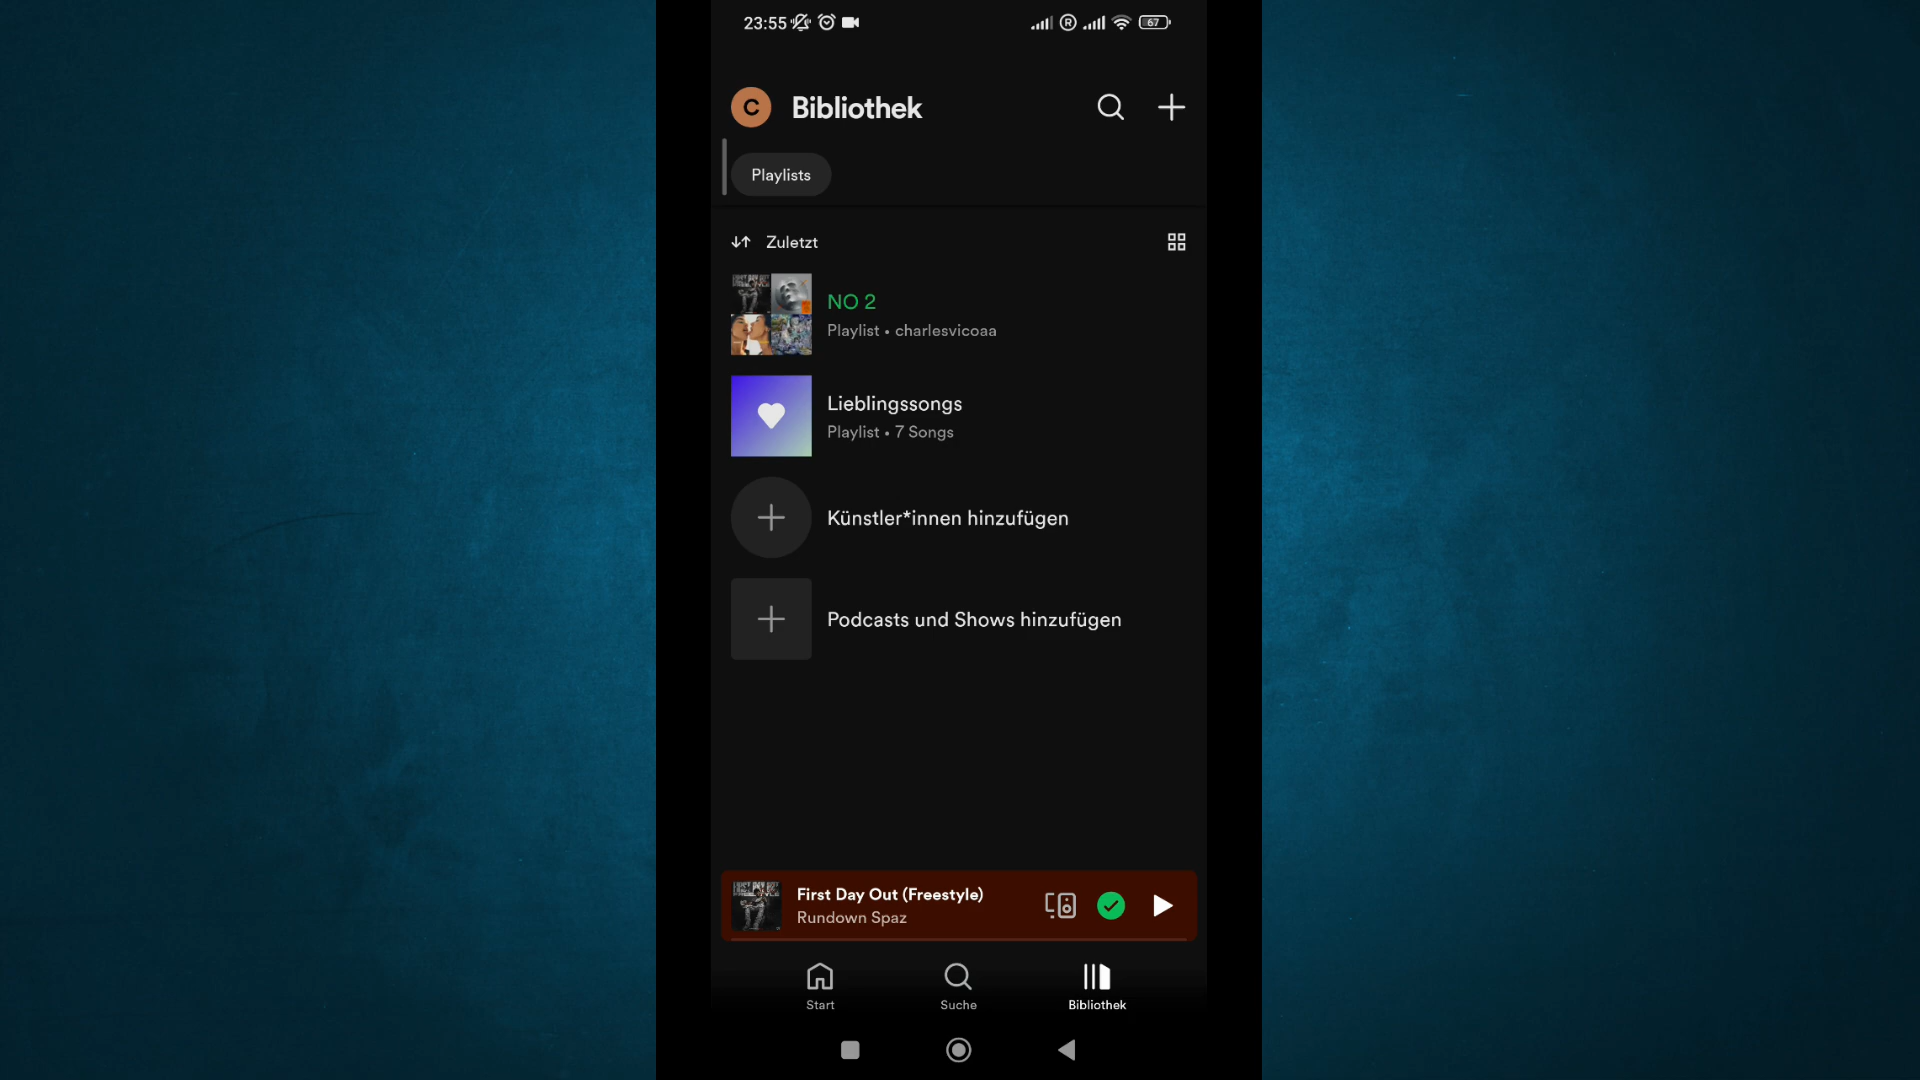 23:55
67
C
Bibliothek
Playlists
Zuletzt
NO 2
Playlist • charlesvicoaa
Lieblingssongs
Playlist • 7 Songs
Künstler*innen hinzufügen
Podcasts und Shows hinzufügen
First Day Out (Freestyle)
Rundown Spaz
Start
Suche
Bibliothek